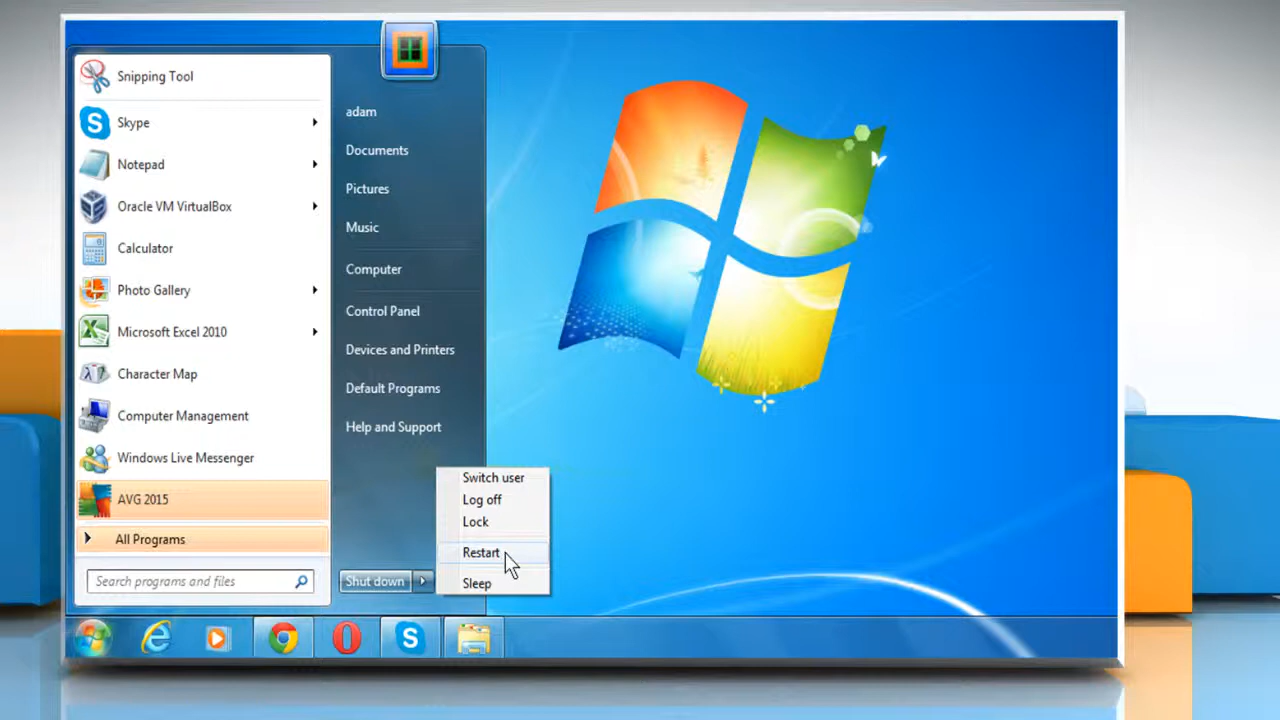 Snipping Tool
Skype
Notepad
Oracle VM VirtualBox
Calculator
Photo Gallery
Microsoft Excel 2010
Character Map
Computer Management
Windows Live Messenger
AVG 2015
All Programs
Search programs and files
adam
Documents
Pictures
Music
Computer
Control Panel
Devices and Printers
Default Programs
Help and Support
Shut down
Switch user
Log off
Lock
Restart
Sleep